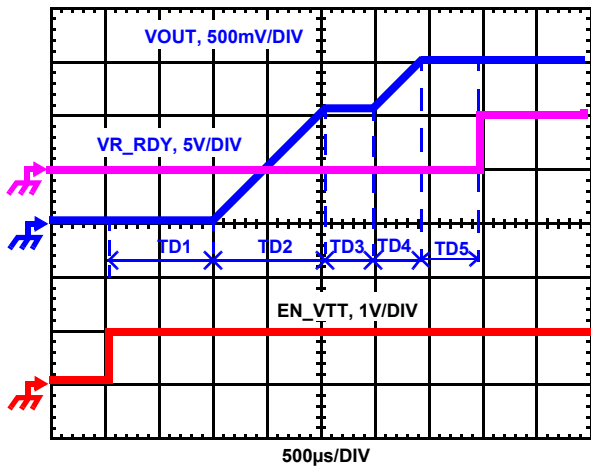 VOUT, 500mV/DIV
VR_RDY, 5V/DIV
TD1 TD2 TD3 TD4 TD5
EN_VTT, 1V/DIV
500µs/DIV